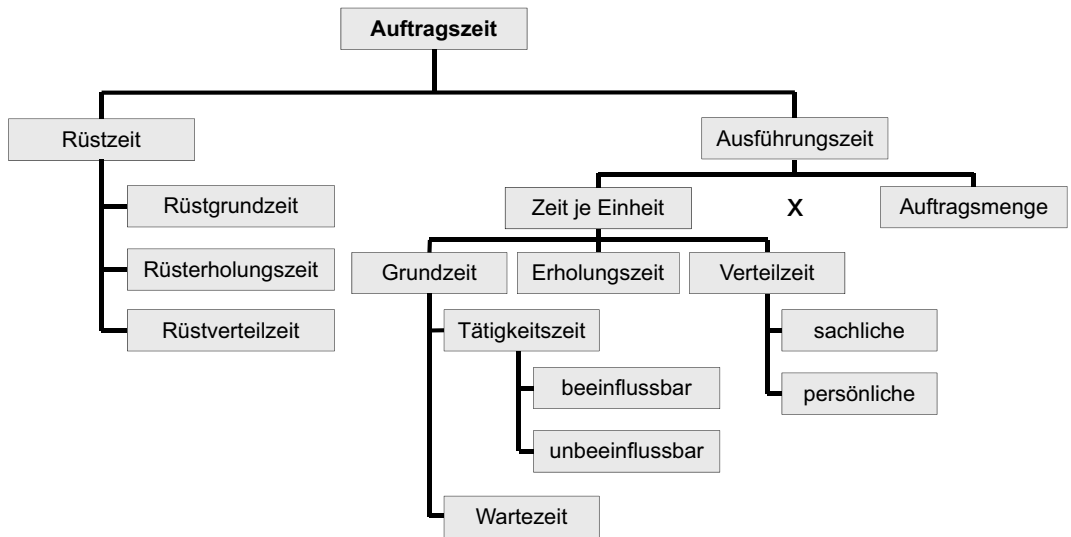 Auftragszeit
Rüstzeit
Ausführungszeit
Rüstgrundzeit
Zeit je Einheit
x
Auftragsmenge
Rüsterholungszeit
Grundzeit
Erholungszeit
Verteilzeit
Rüstverteilzeit
Tätigkeitszeit
sachliche
beeinflussbar
persönliche
unbeeinflussbar
Wartezeit